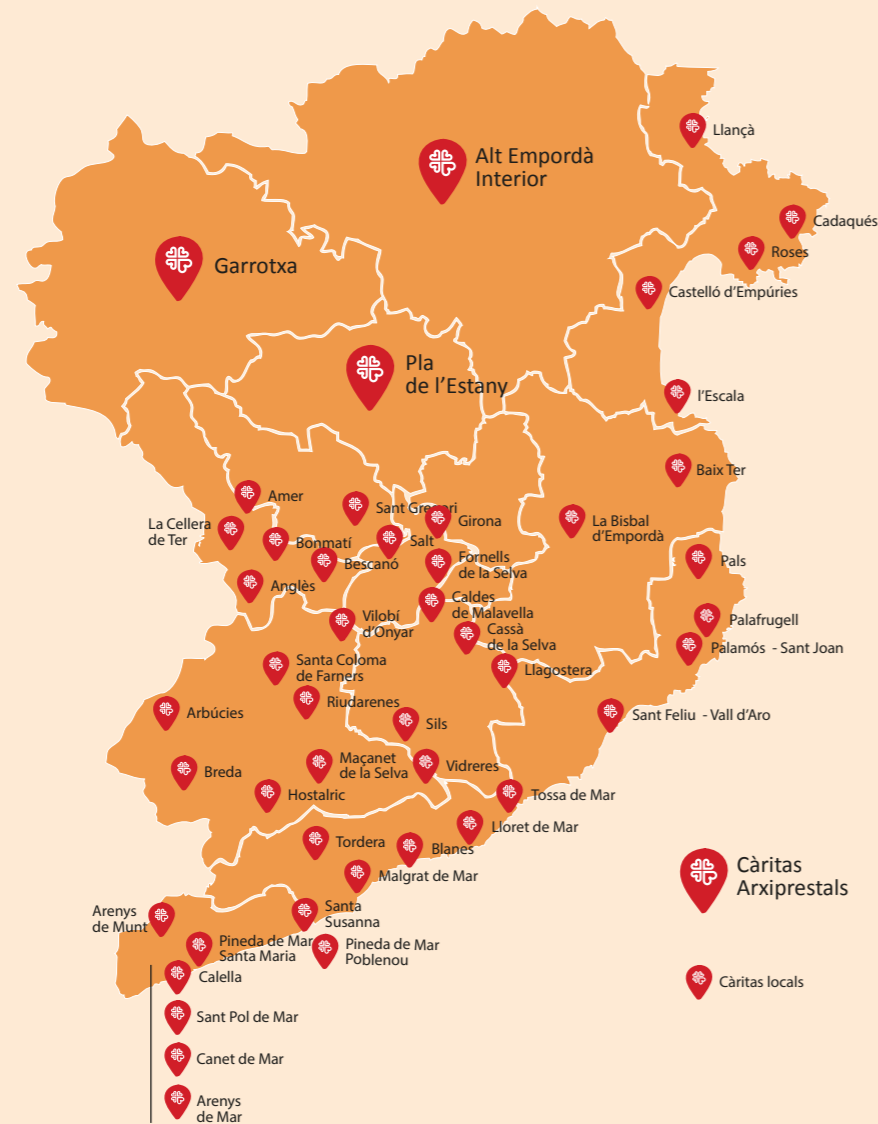 Llançà
Alt Empordà
Interior
Cadaqués
Roses
Garrotxa
Castelló d'Empúries
Pla
de l'Estany
l'Escala
Baix Ter
Amer
Sant Gregori
Girona
La Bisbal
d'Empordà
La Cellera
de Ter
Bonmatí
Salt
Bescanó
Fornells
de la Selva
Pals
Anglès
Caldes
de Malavella
Vilobí
d'Onyar
Cassà
de la Selva
Palafrugell
Palamós - Sant Joan
Santa Coloma
de Farners
Llagostera
Riudarenes
Arbúcies
Sils
Sant Feliu - Vall d'Aro
Maçanet
de la Selva
Vidreres
Breda
Hostalric
Tossa de Mar
Lloret de Mar
Tordera
Blanes
Malgrat de Mar
Càritas
Arxiprestals
Arenys
de Munt
Santa
Susanna
Pineda de Mar
Santa Maria
Pineda de Mar
Poblenou
Calella
Càritas locals
Sant Pol de Mar
Canet de Mar
Arenys
de Mar